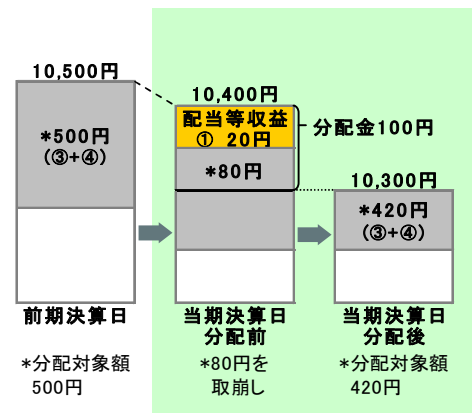 10,500円
*500円
(③+④)
前期決算日
*分配対象額
500円
10,400円
配当等収益
① 20円
*80円
分配金100円
当期決算日
分配前
*80円を
取崩し
10,300円
*420円
(③+④)
当期決算日
分配後
*分配対象額
420円